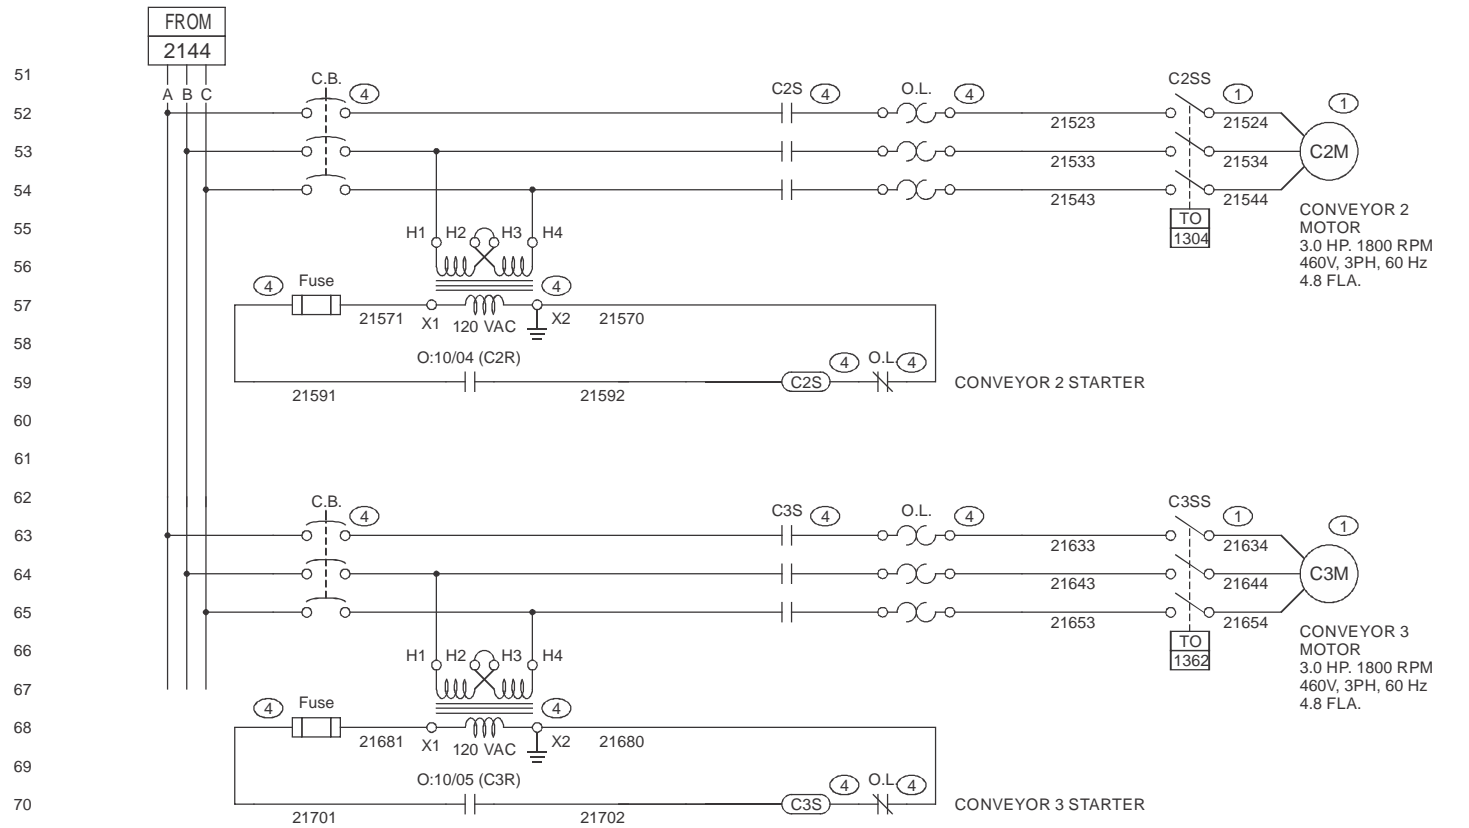 FROM
2144
51
C.B.
4
C2S
4
O.L.
4
C2SS
1
1
A B C
52
21523
21524
53
21533
21534
C2M
54
21543
21544
TO
1304
CONVEYOR 2
MOTOR
3.0 HP. 1800 RPM
460V, 3PH, 60 Hz
4.8 FLA.
55
H1 H2 H3 H4
56
4
Fuse
4
57
21571
X1
120 VAC
X2
21570
58
O:10/04 (C2R)
4
O.L.
4
59
21591
21592
C2S
CONVEYOR 2 STARTER
60
61
62
C.B.
4
C3S
4
O.L.
4
C3SS
1
1
63
21633
21634
64
21643
21644
C3M
65
21653
21654
TO
1362
CONVEYOR 3
MOTOR
3.0 HP. 1800 RPM
460V, 3PH, 60 Hz
4.8 FLA.
66
H1 H2 H3 H4
67
4
Fuse
4
68
21681
X1
120 VAC
X2
21680
69
O:10/05 (C3R)
4
O.L.
4
70
21701
21702
C3S
CONVEYOR 3 STARTER